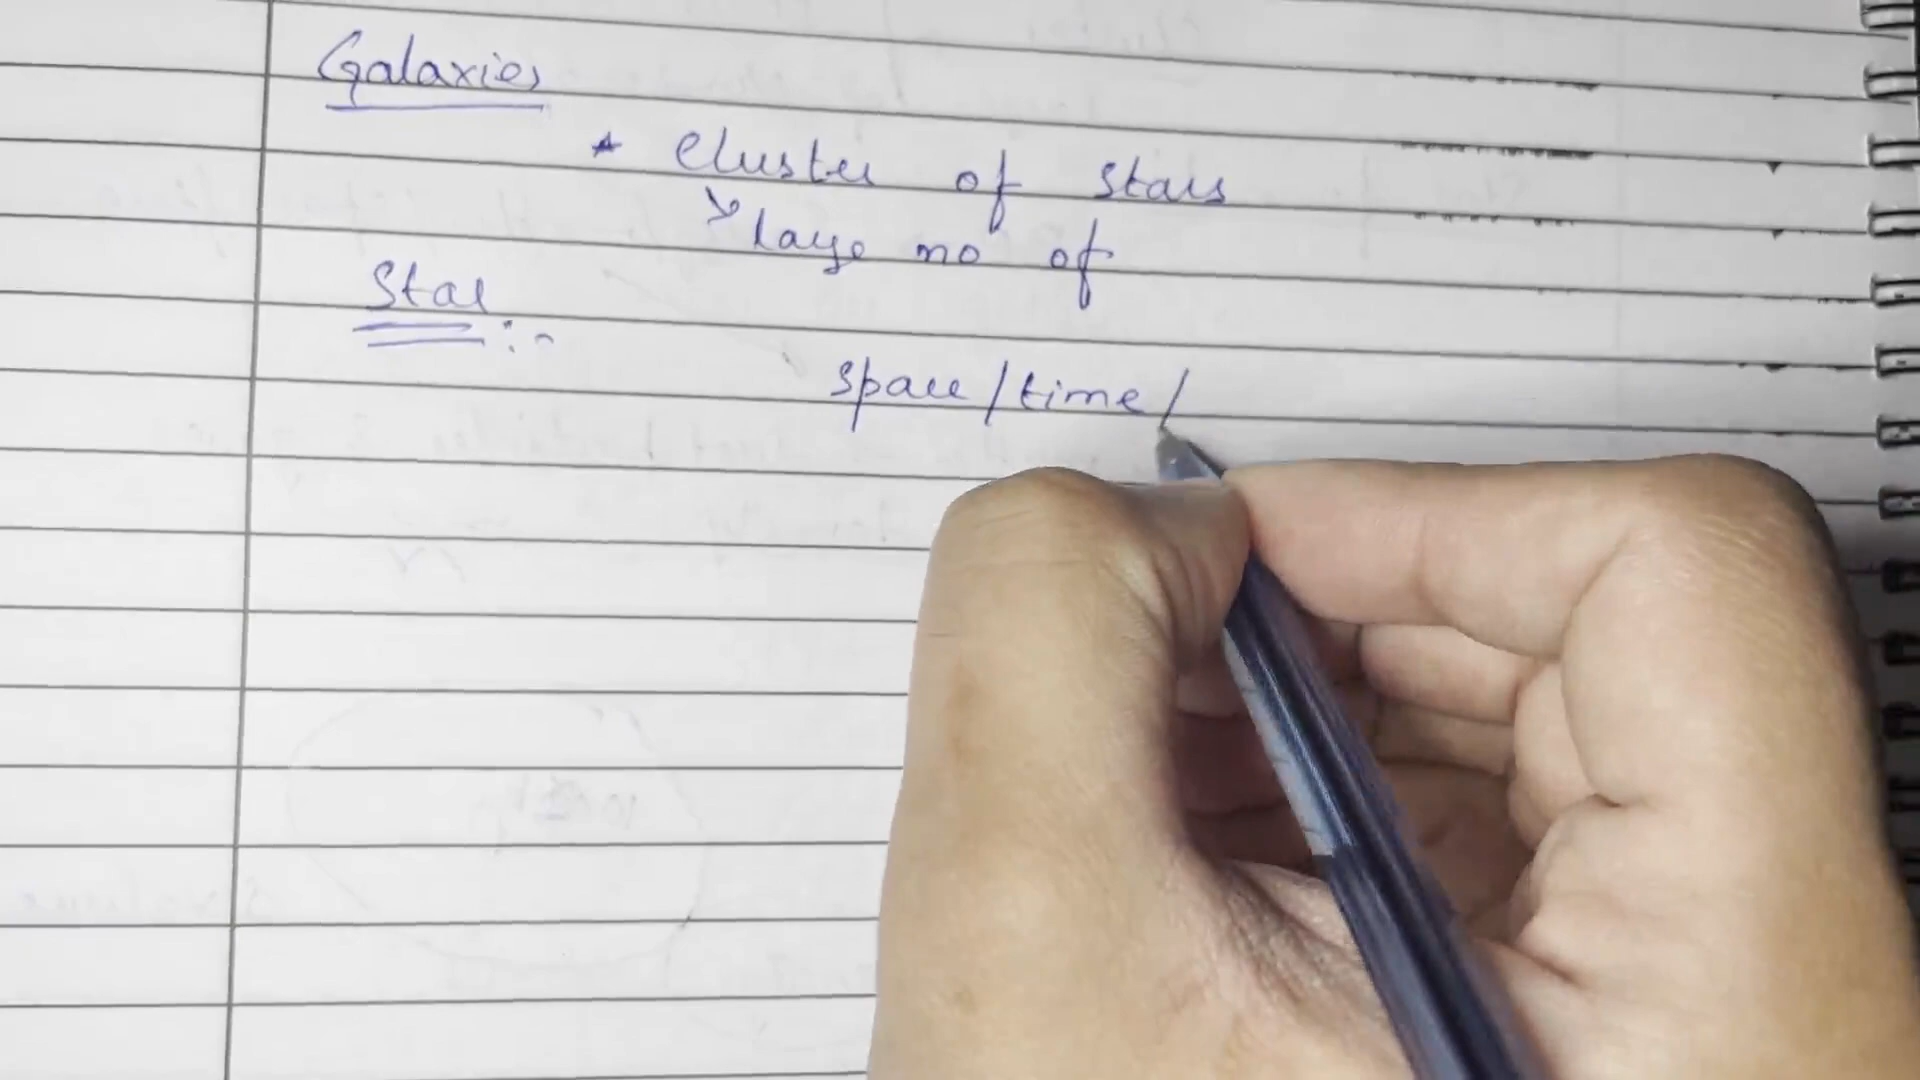 Galaxies
* Cluster of stars
large no of
Star :-
space/time/